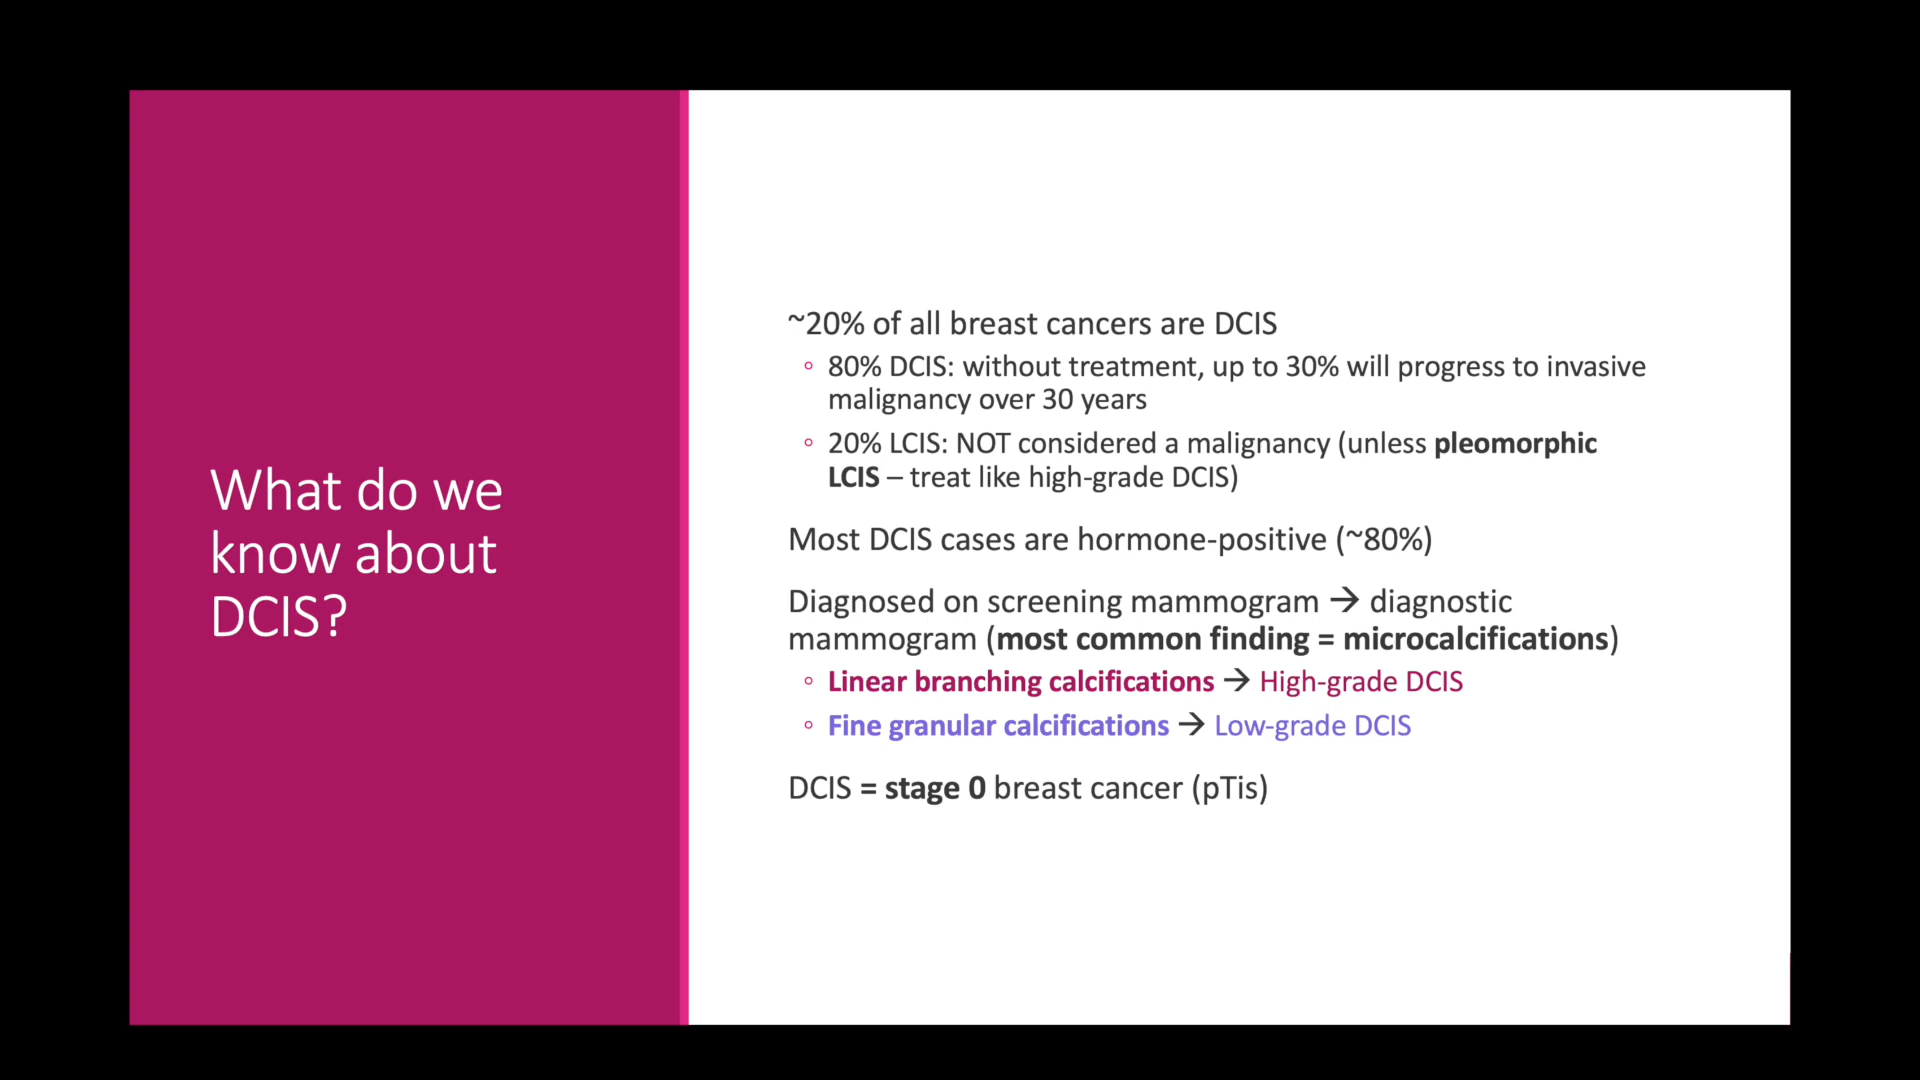 What do we
know about
DCIS?
~20% of all breast cancers are DCIS
◦ 80% DCIS: without treatment, up to 30% will progress to invasive
malignancy over 30 years
◦ 20% LCIS: NOT considered a malignancy (unless pleomorphic
LCIS – treat like high-grade DCIS)
Most DCIS cases are hormone-positive (~80%)
Diagnosed on screening mammogram → diagnostic
mammogram (most common finding = microcalcifications)
◦ Linear branching calcifications → High-grade DCIS
◦ Fine granular calcifications → Low-grade DCIS
DCIS = stage 0 breast cancer (pTis)